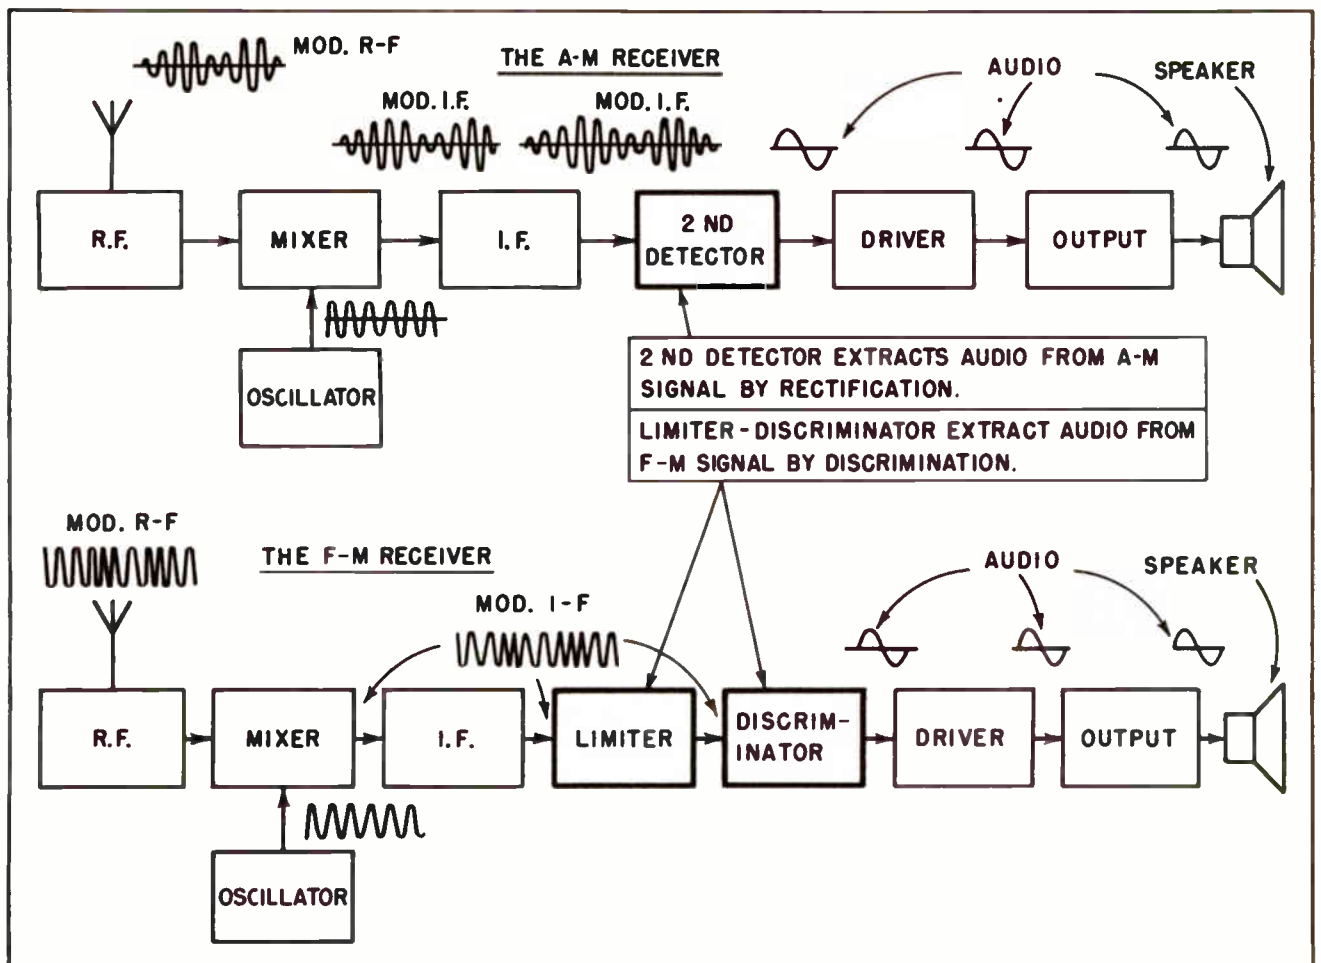 MOD. R-F
THE A-M RECEIVER
AUDIO
SPEAKER
MOD. I.F.
MOD. I.F.
R.F.
MIXER
I.F.
2 ND
DETECTOR
DRIVER
OUTPUT
OSCILLATOR
2 ND DETECTOR EXTRACTS AUDIO FROM A-M
SIGNAL BY RECTIFICATION.
LIMITER-DISCRIMINATOR EXTRACT AUDIO FROM
F-M SIGNAL BY DISCRIMINATION.
MOD. R-F
THE F-M RECEIVER
AUDIO
SPEAKER
MOD. I-F
R.F.
MIXER
I.F.
LIMITER
DISCRIM-
INATOR
DRIVER
OUTPUT
OSCILLATOR